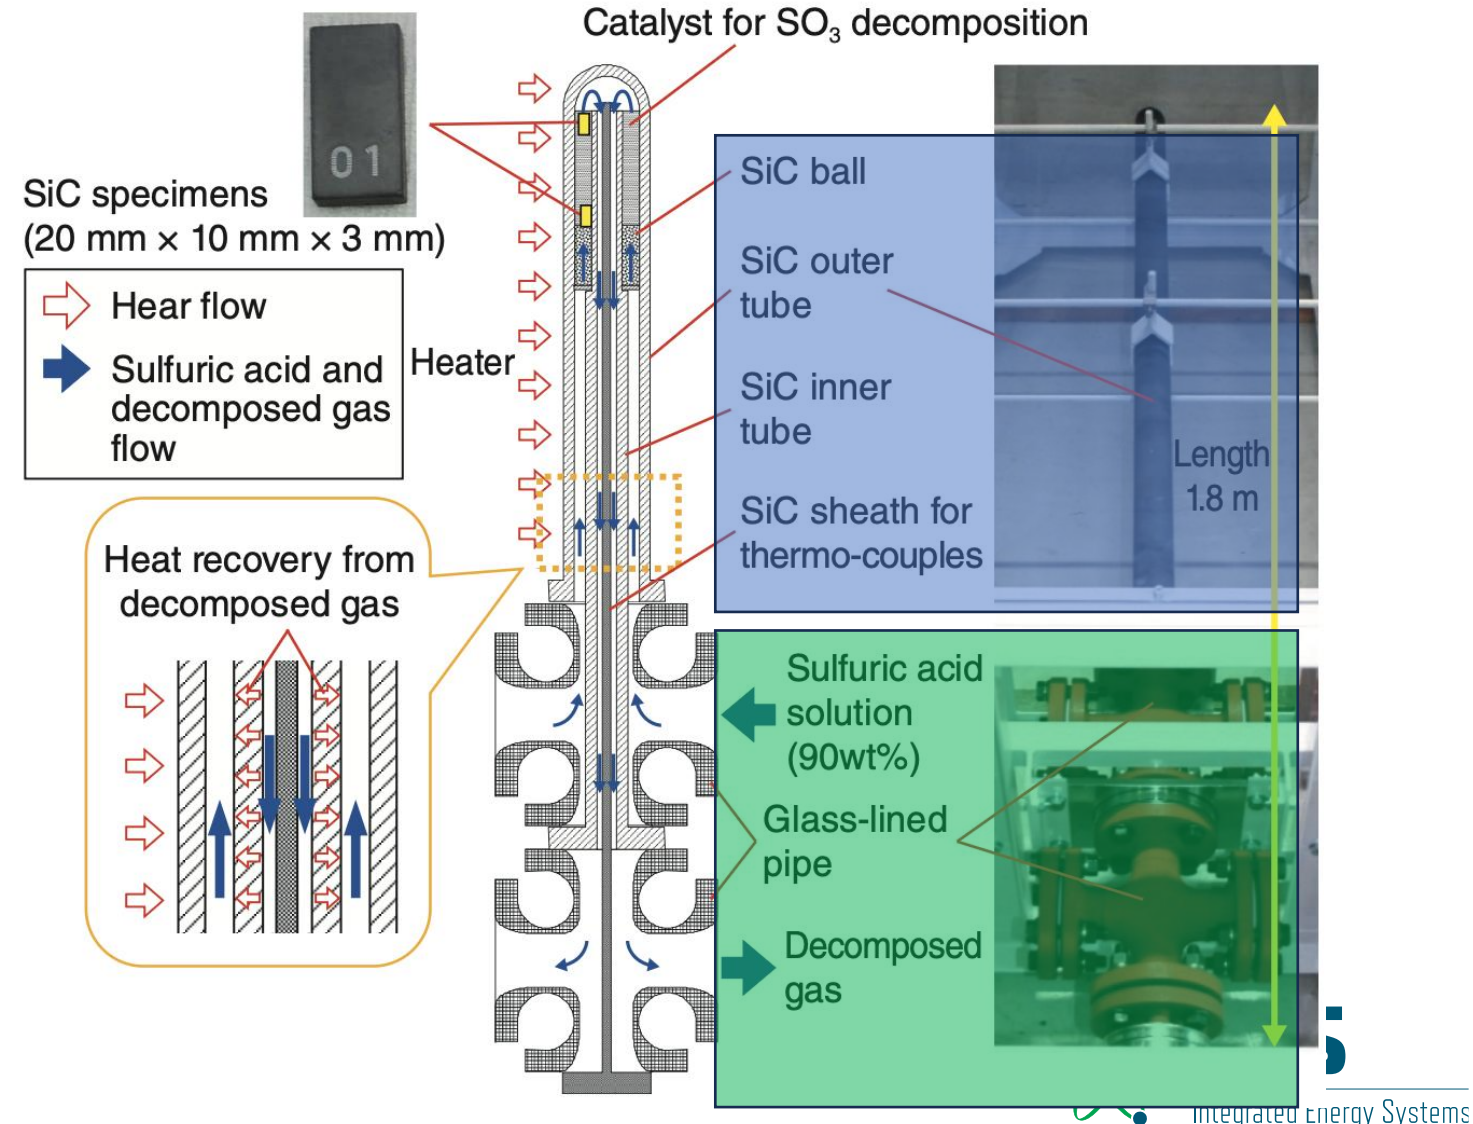 Catalyst for SO₃ decomposition
01
SiC specimens
(20 mm × 10 mm × 3 mm)
Hear flow
Sulfuric acid and
decomposed gas
flow
Heater
SiC ball
SiC outer
tube
SiC inner
tube
SiC sheath for
thermo-couples
Length
1.8 m
Heat recovery from
decomposed gas
Sulfuric acid
solution
(90wt%)
Glass-lined
pipe
Decomposed
gas
Integrated Energy Systems